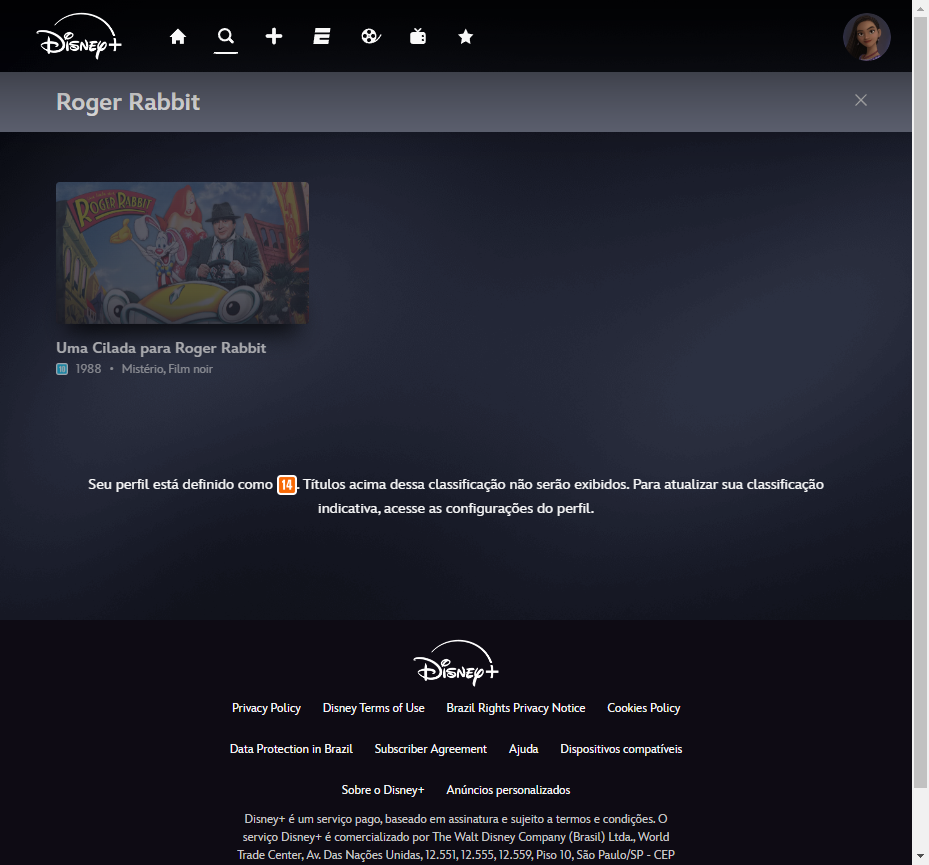 Disney+
Roger Rabbit
ROGER RABBIT
Uma Cilada para Roger Rabbit
10 1988 • Mistério, Film noir
Seu perfil está definido como 14. Títulos acima dessa classificação não serão exibidos. Para atualizar sua classificação
indicativa, acesse as configurações do perfil.
Disney+
Privacy Policy Disney Terms of Use Brazil Rights Privacy Notice Cookies Policy
Data Protection in Brazil Subscriber Agreement Ajuda Dispositivos compatíveis
Sobre o Disney+ Anúncios personalizados
Disney+ é um serviço pago, baseado em assinatura e sujeito a termos e condições. O
serviço Disney+ é comercializado por The Walt Disney Company (Brasil) Ltda., World
Trade Center, Av. Das Nações Unidas, 12.551, 12.555, 12.559, Piso 10, São Paulo/SP - CEP